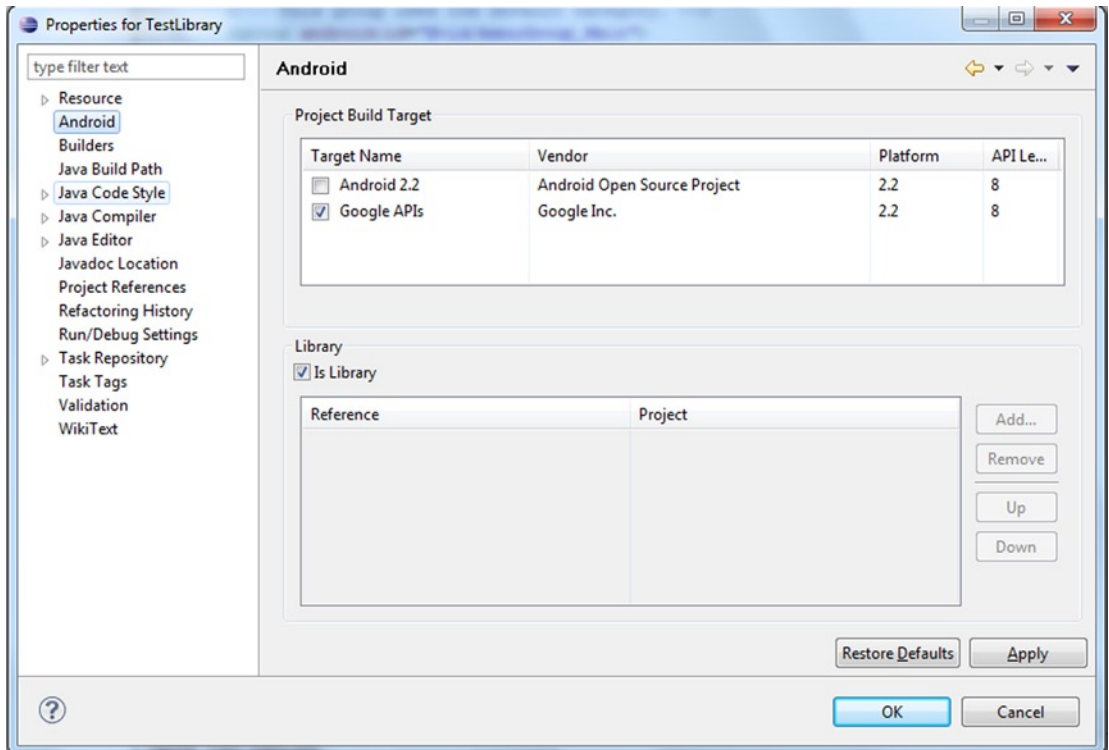 Properties for TestLibrary
type filter text
Resource
Android
Builders
Java Build Path
Java Code Style
Java Compiler
Java Editor
Javadoc Location
Project References
Refactoring History
Run/Debug Settings
Task Repository
Task Tags
Validation
WikiText
Android
Project Build Target
Target Name Vendor Platform API Le...
Android 2.2 Android Open Source Project 2.2 8
Google APIs Google Inc. 2.2 8
Library
Is Library
Reference Project
Add...
Remove
Up
Down
Restore Defaults Apply
OK Cancel